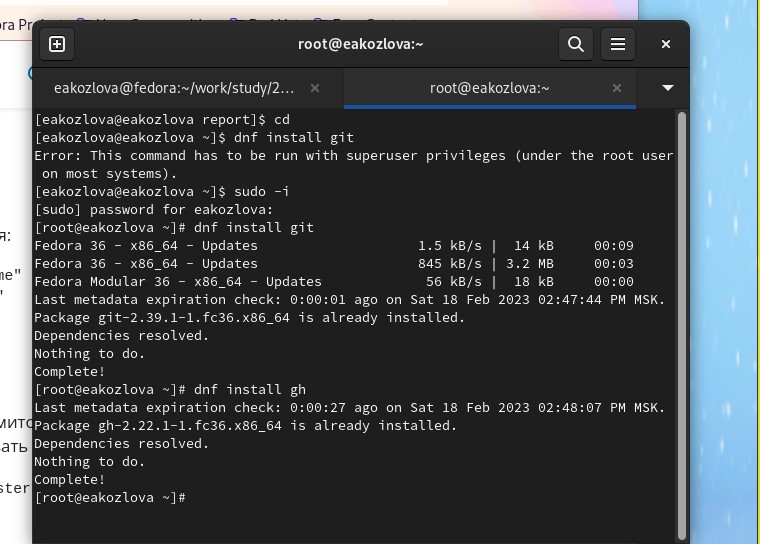 root@eakozlova:~
eakozlova@fedora:~/work/study/2... × root@eakozlova:~ ×
[eakozlova@eakozlova report]$ cd
[eakozlova@eakozlova ~]$ dnf install git
Error: This command has to be run with superuser privileges (under the root user
on most systems).
[eakozlova@eakozlova ~]$ sudo -i
[sudo] password for eakozlova:
[root@eakozlova ~]# dnf install git
Fedora 36 - x86_64 - Updates 1.5 kB/s | 14 kB 00:09
Fedora 36 - x86_64 - Updates 845 kB/s | 3.2 MB 00:03
Fedora Modular 36 - x86_64 - Updates 56 kB/s | 18 kB 00:00
Last metadata expiration check: 0:00:01 ago on Sat 18 Feb 2023 02:47:44 PM MSK.
Package git-2.39.1-1.fc36.x86_64 is already installed.
Dependencies resolved.
Nothing to do.
Complete!
[root@eakozlova ~]# dnf install gh
Last metadata expiration check: 0:00:27 ago on Sat 18 Feb 2023 02:48:07 PM MSK.
Package gh-2.22.1-1.fc36.x86_64 is already installed.
Dependencies resolved.
Nothing to do.
Complete!
[root@eakozlova ~]#